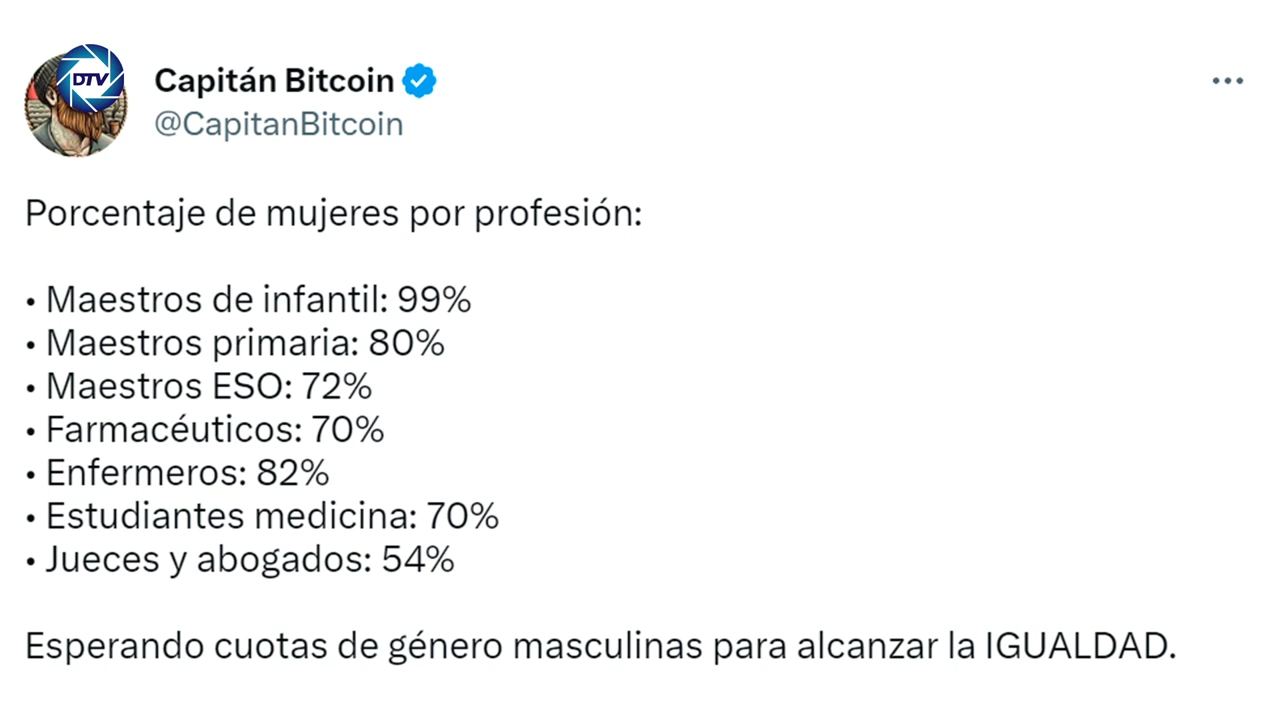 DTV
Capitán Bitcoin
@CapitanBitcoin
Porcentaje de mujeres por profesión:
• Maestros de infantil: 99%
• Maestros primaria: 80%
• Maestros ESO: 72%
• Farmacéuticos: 70%
• Enfermeros: 82%
• Estudiantes medicina: 70%
• Jueces y abogados: 54%
Esperando cuotas de género masculinas para alcanzar la IGUALDAD.